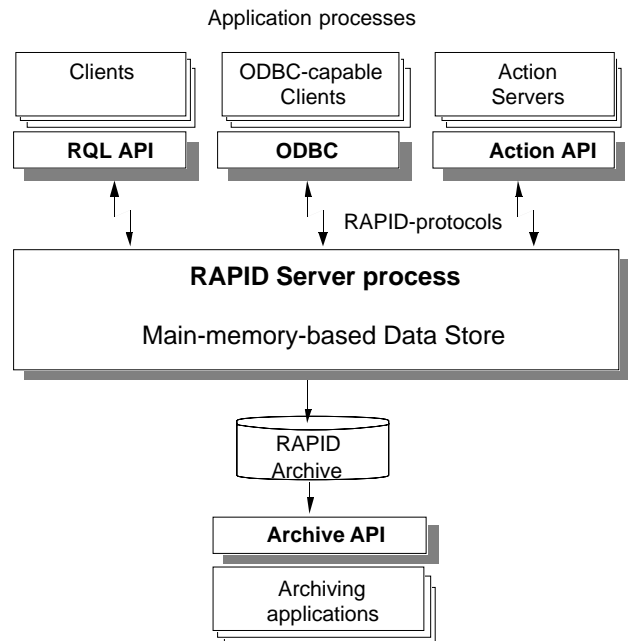 Application processes
Clients
ODBC-capable
Clients
Action
Servers
RQL API
ODBC
Action API
RAPID-protocols
RAPID Server process
Main-memory-based Data Store
RAPID
Archive
Archive API
Archiving
applications